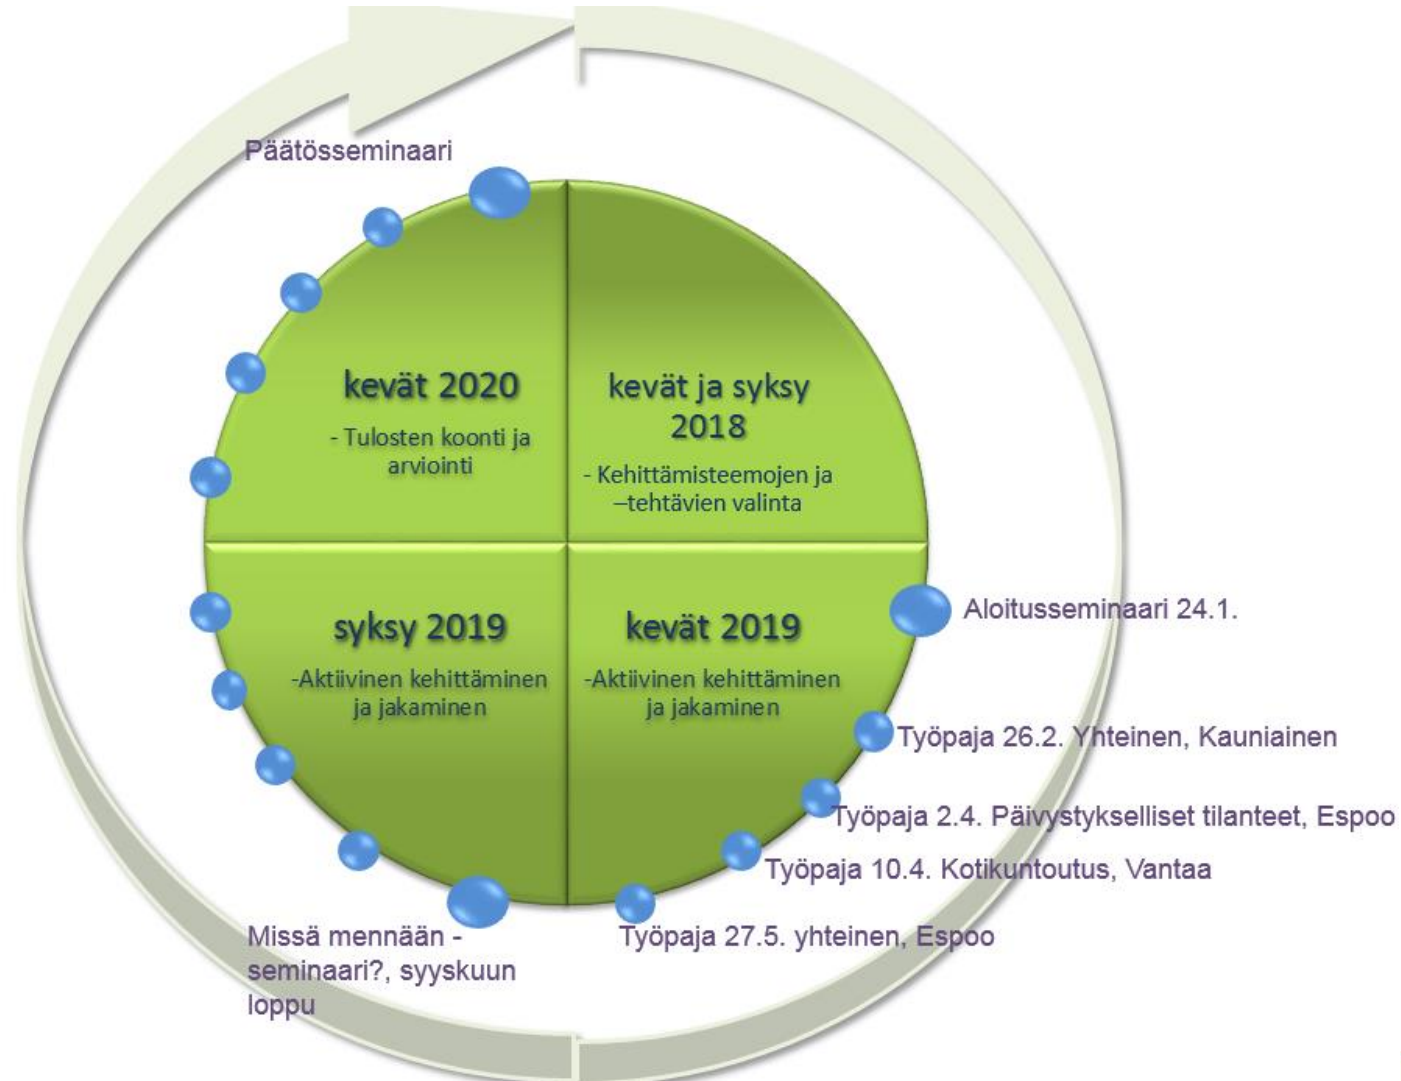 Päätösseminaari
kevät 2020
- Tulosten koonti ja
arviointi
kevät ja syksy
2018
- Kehittämisteemojen ja
–tehtävien valinta
syksy 2019
-Aktiivinen kehittäminen
ja jakaminen
kevät 2019
-Aktiivinen kehittäminen
ja jakaminen
Aloitusseminaari 24.1.
Työpaja 26.2. Yhteinen, Kauniainen
Työpaja 2.4. Päivystykselliset tilanteet, Espoo
Työpaja 10.4. Kotikuntoutus, Vantaa
Työpaja 27.5. yhteinen, Espoo
Missä mennään -
seminaari?, syyskuun
loppu